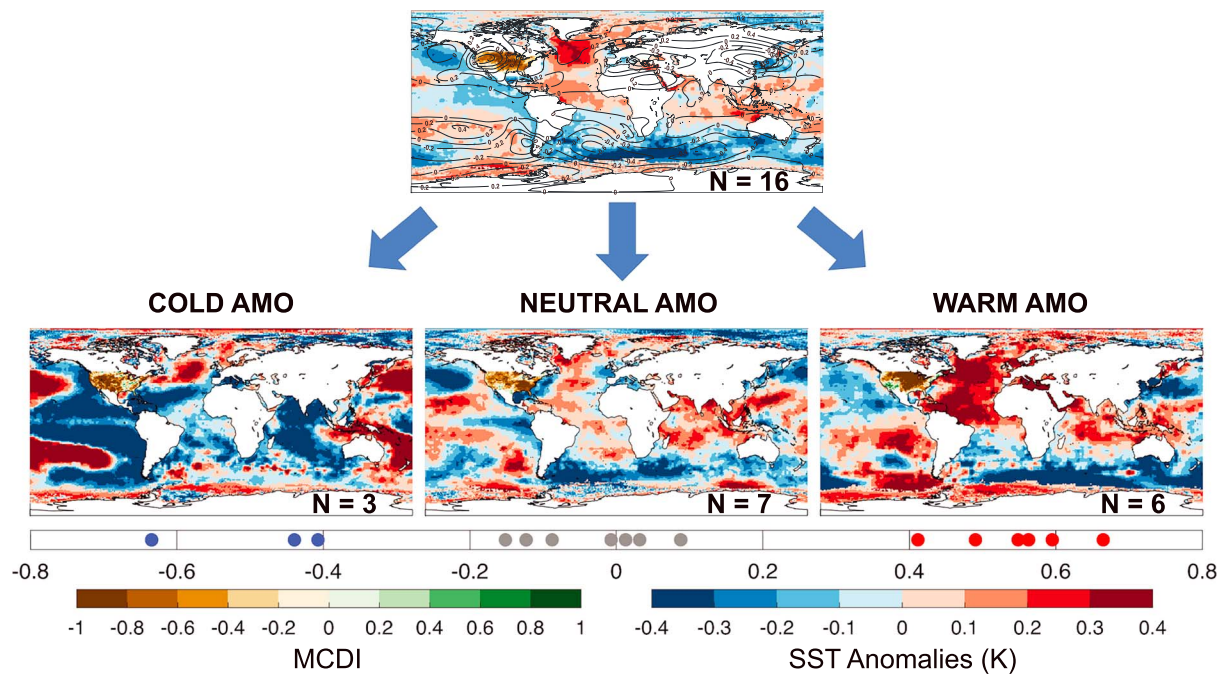 N = 16
COLD AMO
NEUTRAL AMO
WARM AMO
N = 3
N = 7
N = 6
-0.8 -0.6 -0.4 -0.2 0 0.2 0.4 0.6 0.8
-1 -0.8 -0.6 -0.4 -0.2 0 0.2 0.4 0.6 0.8 1
-0.4 -0.3 -0.2 -0.1 0 0.1 0.2 0.3 0.4
MCDI
SST Anomalies (K)